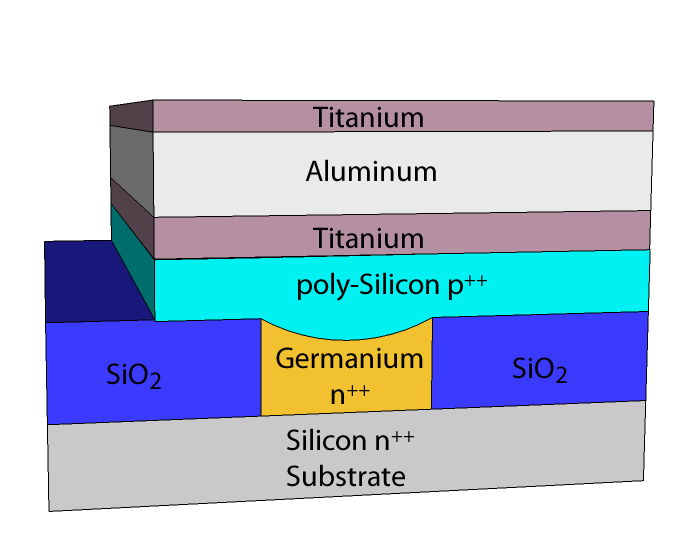 Titanium
Aluminum
Titanium
poly-Silicon p⁺⁺
Germanium
n⁺⁺
SiO₂
SiO₂
Silicon n⁺⁺
Substrate